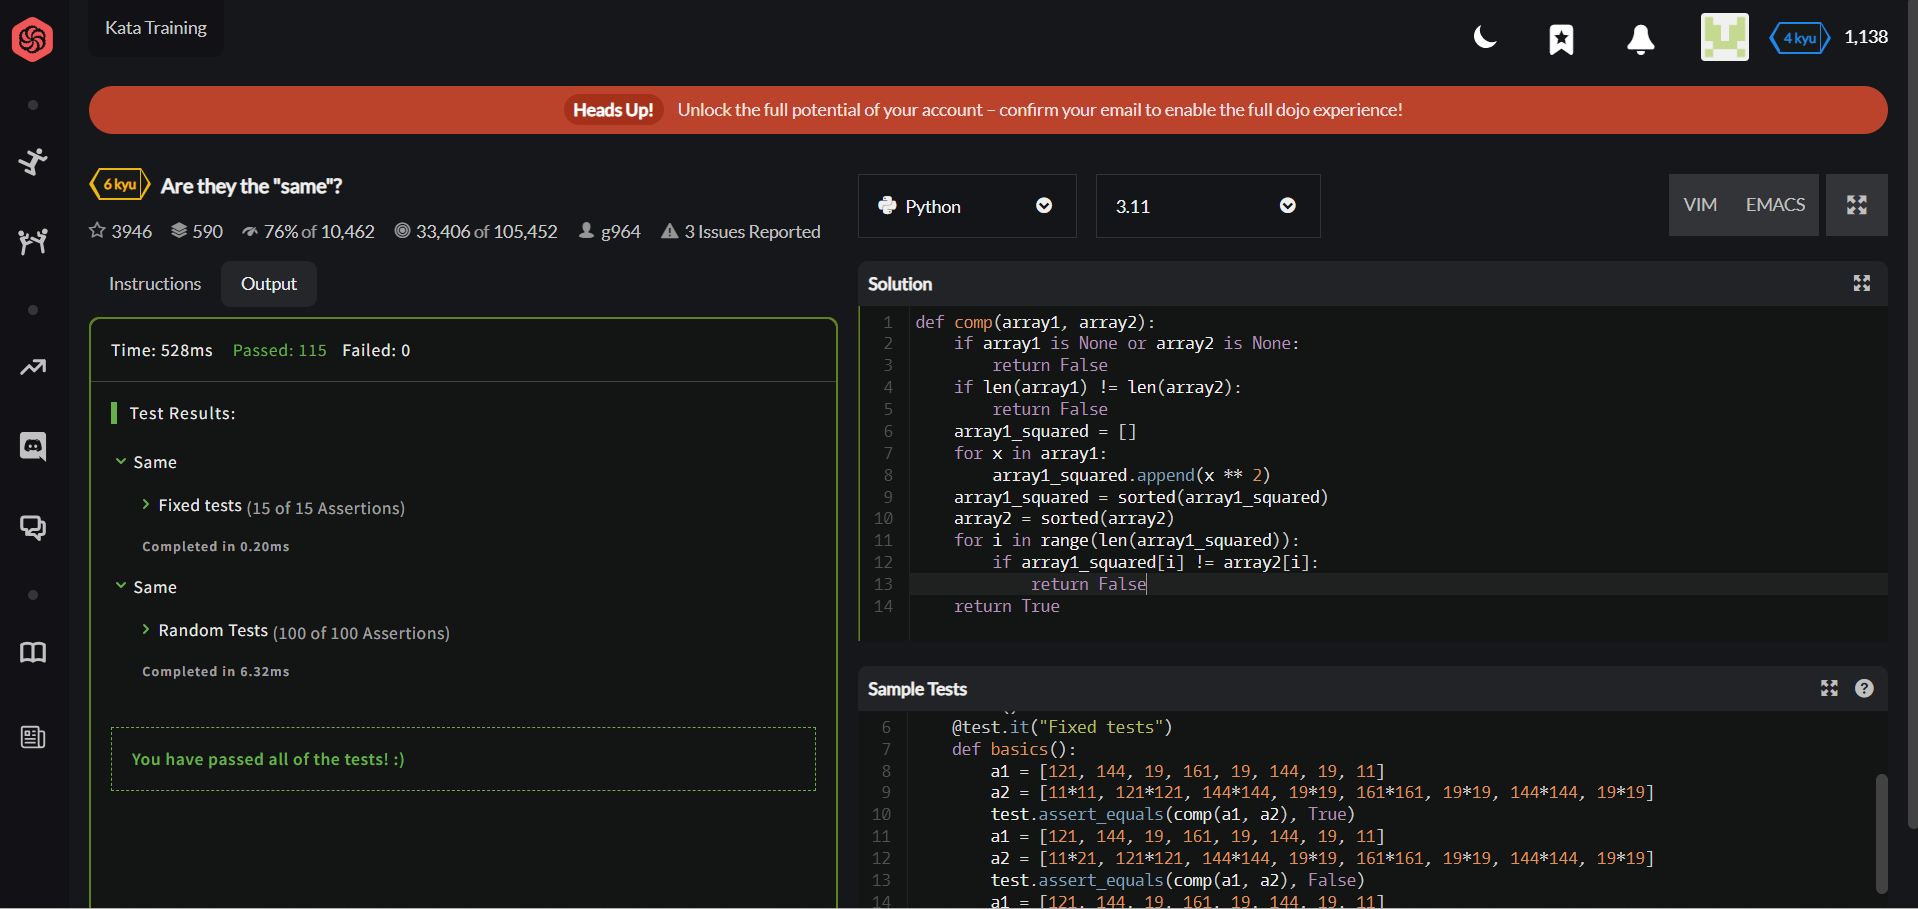 Kata Training
4 kyu 1,138
Heads Up! Unlock the full potential of your account – confirm your email to enable the full dojo experience!
6 kyu Are they the "same"?
3946 590 76% of 10,462 33,406 of 105,452 g964 3 Issues Reported
Python 3.11 VIM EMACS
Instructions Output
Time: 528ms Passed: 115 Failed: 0
Test Results:
Same
Fixed tests (15 of 15 Assertions)
Completed in 0.20ms
Same
Random Tests (100 of 100 Assertions)
Completed in 6.32ms
You have passed all of the tests! :)
Solution
1 def comp(array1, array2):
2     if array1 is None or array2 is None:
3         return False
4     if len(array1) != len(array2):
5         return False
6     array1_squared = []
7     for x in array1:
8         array1_squared.append(x ** 2)
9     array1_squared = sorted(array1_squared)
10     array2 = sorted(array2)
11     for i in range(len(array1_squared)):
12         if array1_squared[i] != array2[i]:
13             return False
14     return True
Sample Tests
6     @test.it("Fixed tests")
7     def basics():
8         a1 = [121, 144, 19, 161, 19, 144, 19, 11]
9         a2 = [11*11, 121*121, 144*144, 19*19, 161*161, 19*19, 144*144, 19*19]
10         test.assert_equals(comp(a1, a2), True)
11         a1 = [121, 144, 19, 161, 19, 144, 19, 11]
12         a2 = [11*21, 121*121, 144*144, 19*19, 161*161, 19*19, 144*144, 19*19]
13         test.assert_equals(comp(a1, a2), False)
14         a1 = [121, 144, 19, 161, 19, 144, 19, 11]